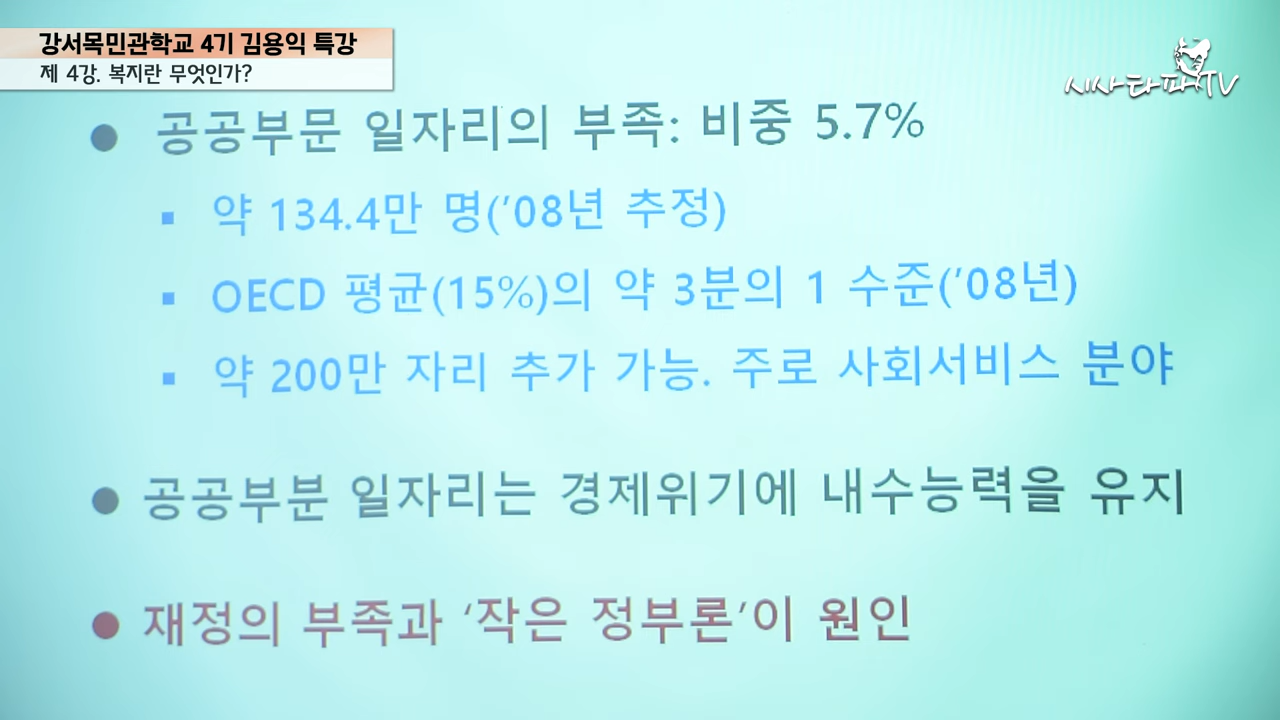 강서목민관학교 4기 김용익 특강
제 4강. 복지란 무엇인가?
시사타파TV
● 공공부문 일자리의 부족: 비중 5.7%
▪ 약 134.4만 명('08년 추정)
▪ OECD 평균(15%)의 약 3분의 1 수준('08년)
▪ 약 200만 자리 추가 가능. 주로 사회서비스 분야
● 공공부분 일자리는 경제위기에 내수능력을 유지
● 재정의 부족과 ‘작은 정부론’이 원인